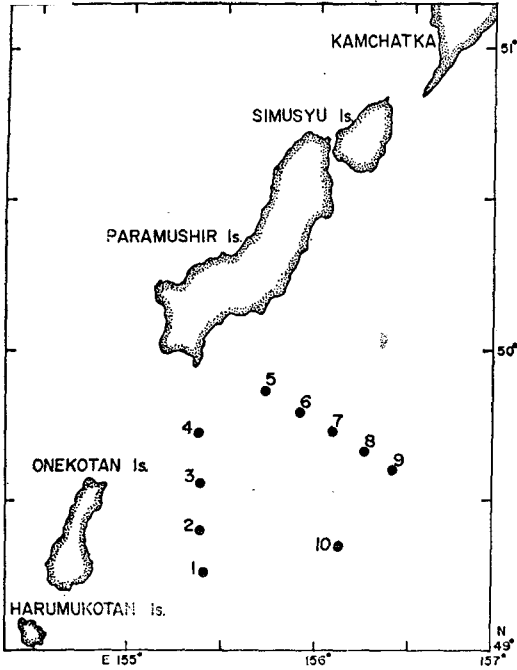 KAMCHATKA
51°
SIMUSYU Is.
PARAMUSHIR Is.
50°
5
6
7
4
8
9
ONEKOTAN Is.
3
2
10
1
HARUMUKOTAN Is.
N
49°
E 155°
156°
157°